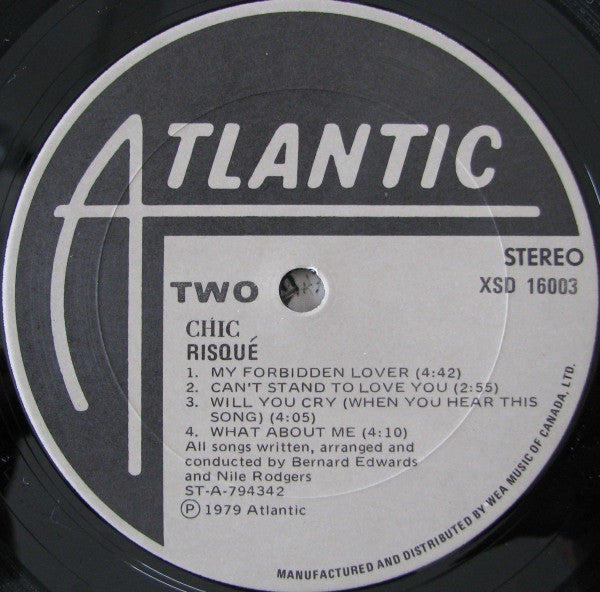 ATLANTIC
STEREO
XSD 16003
TWO
CHIC
RISQUÉ
1. MY FORBIDDEN LOVER (4:42)
2. CAN'T STAND TO LOVE YOU (2:55)
3. WILL YOU CRY (WHEN YOU HEAR THIS
SONG) (4:05)
4. WHAT ABOUT ME (4:10)
All songs written, arranged and
conducted by Bernard Edwards
and Nile Rodgers
ST-A-794342
Ⓟ 1979 Atlantic
MANUFACTURED AND DISTRIBUTED BY WEA MUSIC OF CANADA, LTD.